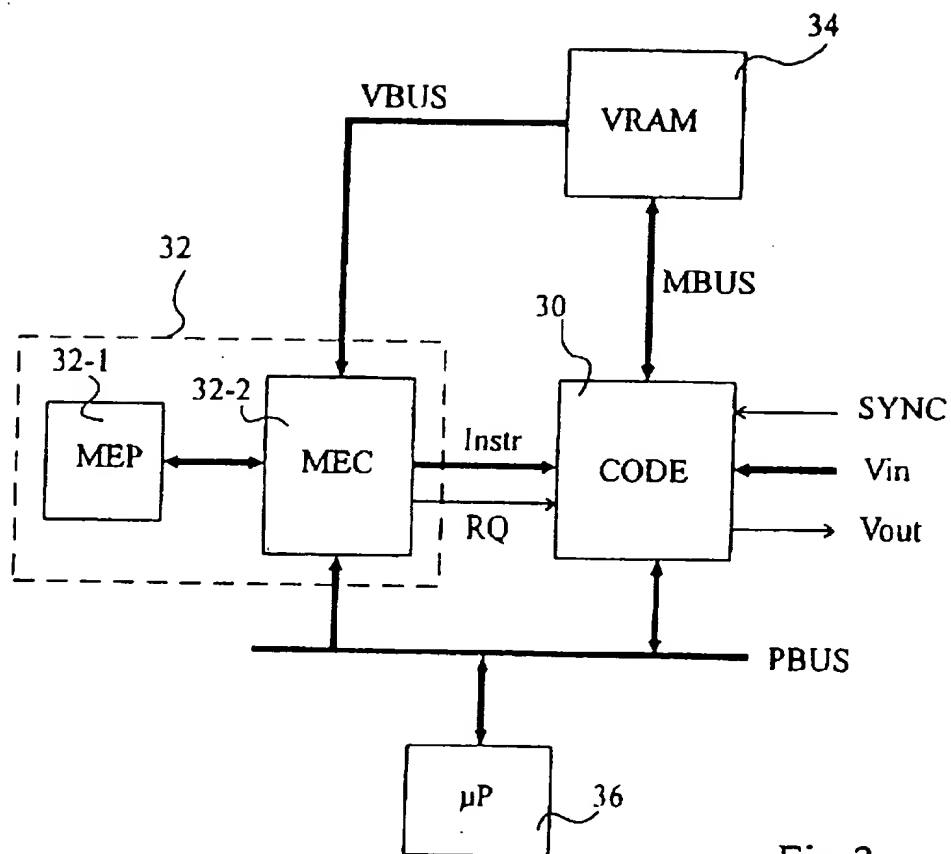 34
VBUS
VRAM
32
MBUS
30
32-1
32-2
SYNC
MEP
MEC
Instr
CODE
Vin
RQ
Vout
PBUS
µP
36